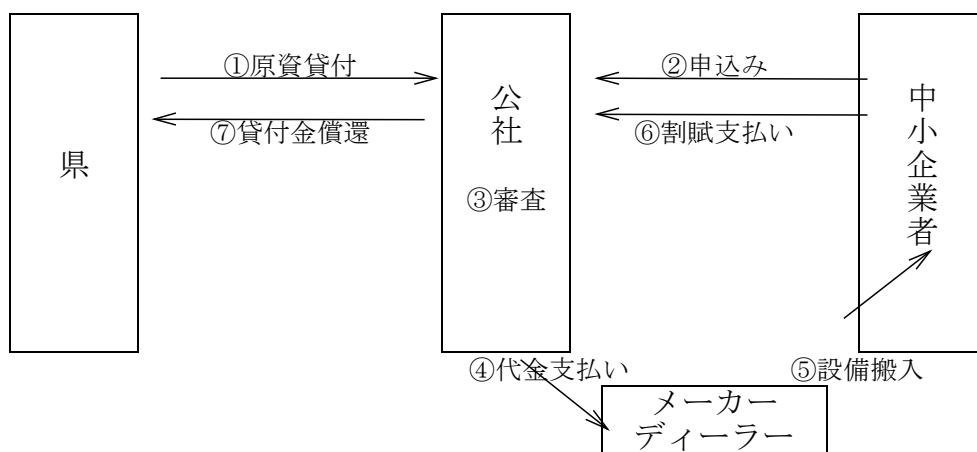 県
①原資貸付
⑦貸付金償還
公社
③審査
②申込み
⑥割賦支払い
中小企業者
④代金支払い
⑤設備搬入
メーカー
ディーラー